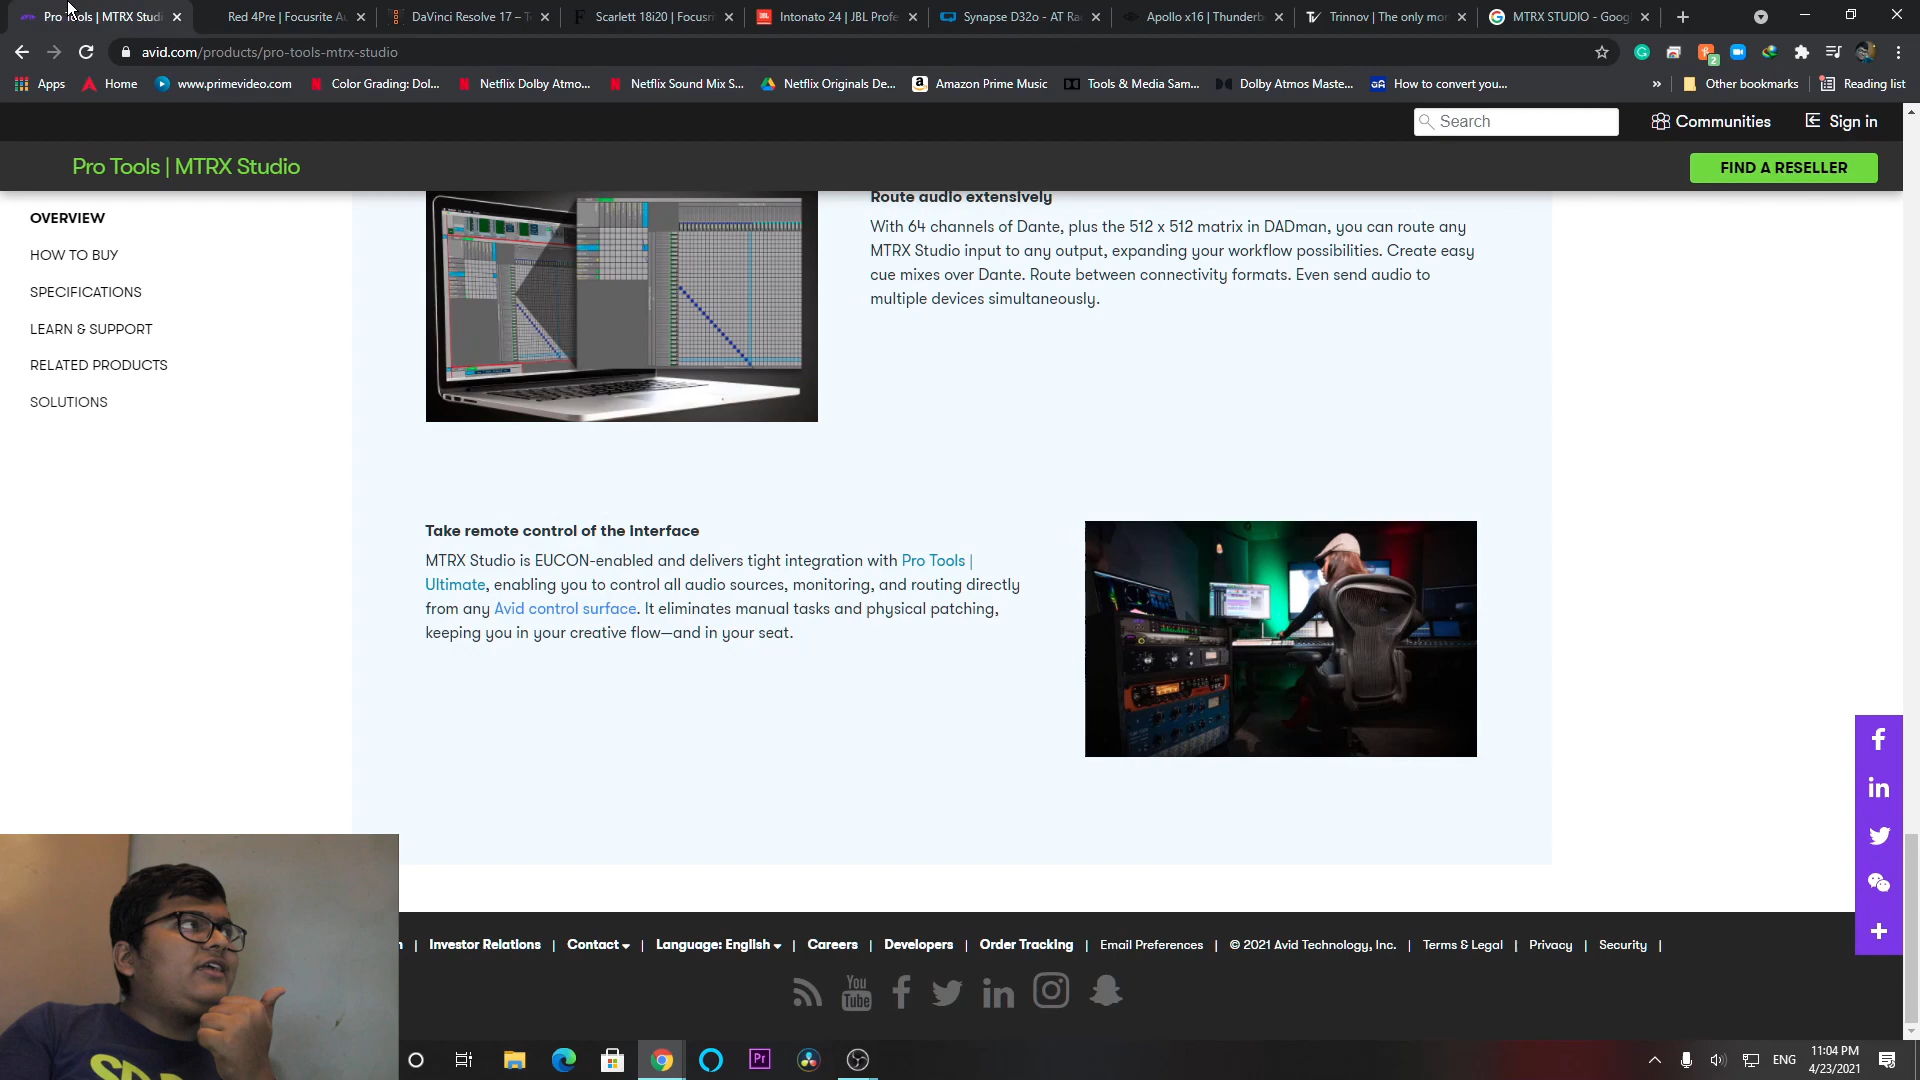 Pro Tools | MTRX Studi
Red 4Pre | Focusrite Au
DaVinci Resolve 17 – T
Scarlett 18i20 | Focusri
Intonato 24 | JBL Profe
Synapse D32o - AT Ra
Apollo x16 | Thunderb
Trinnov | The only mo
MTRX STUDIO - Goog
avid.com/products/pro-tools-mtrx-studio
2
Apps
Home
www.primevideo.com
Color Grading: Dol...
Netflix Dolby Atmo...
Netflix Sound Mix S...
Netflix Originals De...
Amazon Prime Music
Tools & Media Sam...
Dolby Atmos Maste...
How to convert you...
»
Other bookmarks
Reading list
Search
Communities
Sign in
Pro Tools | MTRX Studio
FIND A RESELLER
OVERVIEW
HOW TO BUY
SPECIFICATIONS
LEARN & SUPPORT
RELATED PRODUCTS
SOLUTIONS
Route audio extensively
With 64 channels of Dante, plus the 512 x 512 matrix in DADman, you can route any
MTRX Studio input to any output, expanding your workflow possibilities. Create easy
cue mixes over Dante. Route between connectivity formats. Even send audio to
multiple devices simultaneously.
Take remote control of the interface
MTRX Studio is EUCON-enabled and delivers tight integration with Pro Tools |
Ultimate, enabling you to control all audio sources, monitoring, and routing directly
from any Avid control surface. It eliminates manual tasks and physical patching,
keeping you in your creative flow—and in your seat.
n | Investor Relations | Contact | Language: English | Careers | Developers | Order Tracking | Email Preferences | © 2021 Avid Technology, Inc. | Terms & Legal | Privacy | Security |
You
Tube
Pr
ENG
11:04 PM
4/23/2021